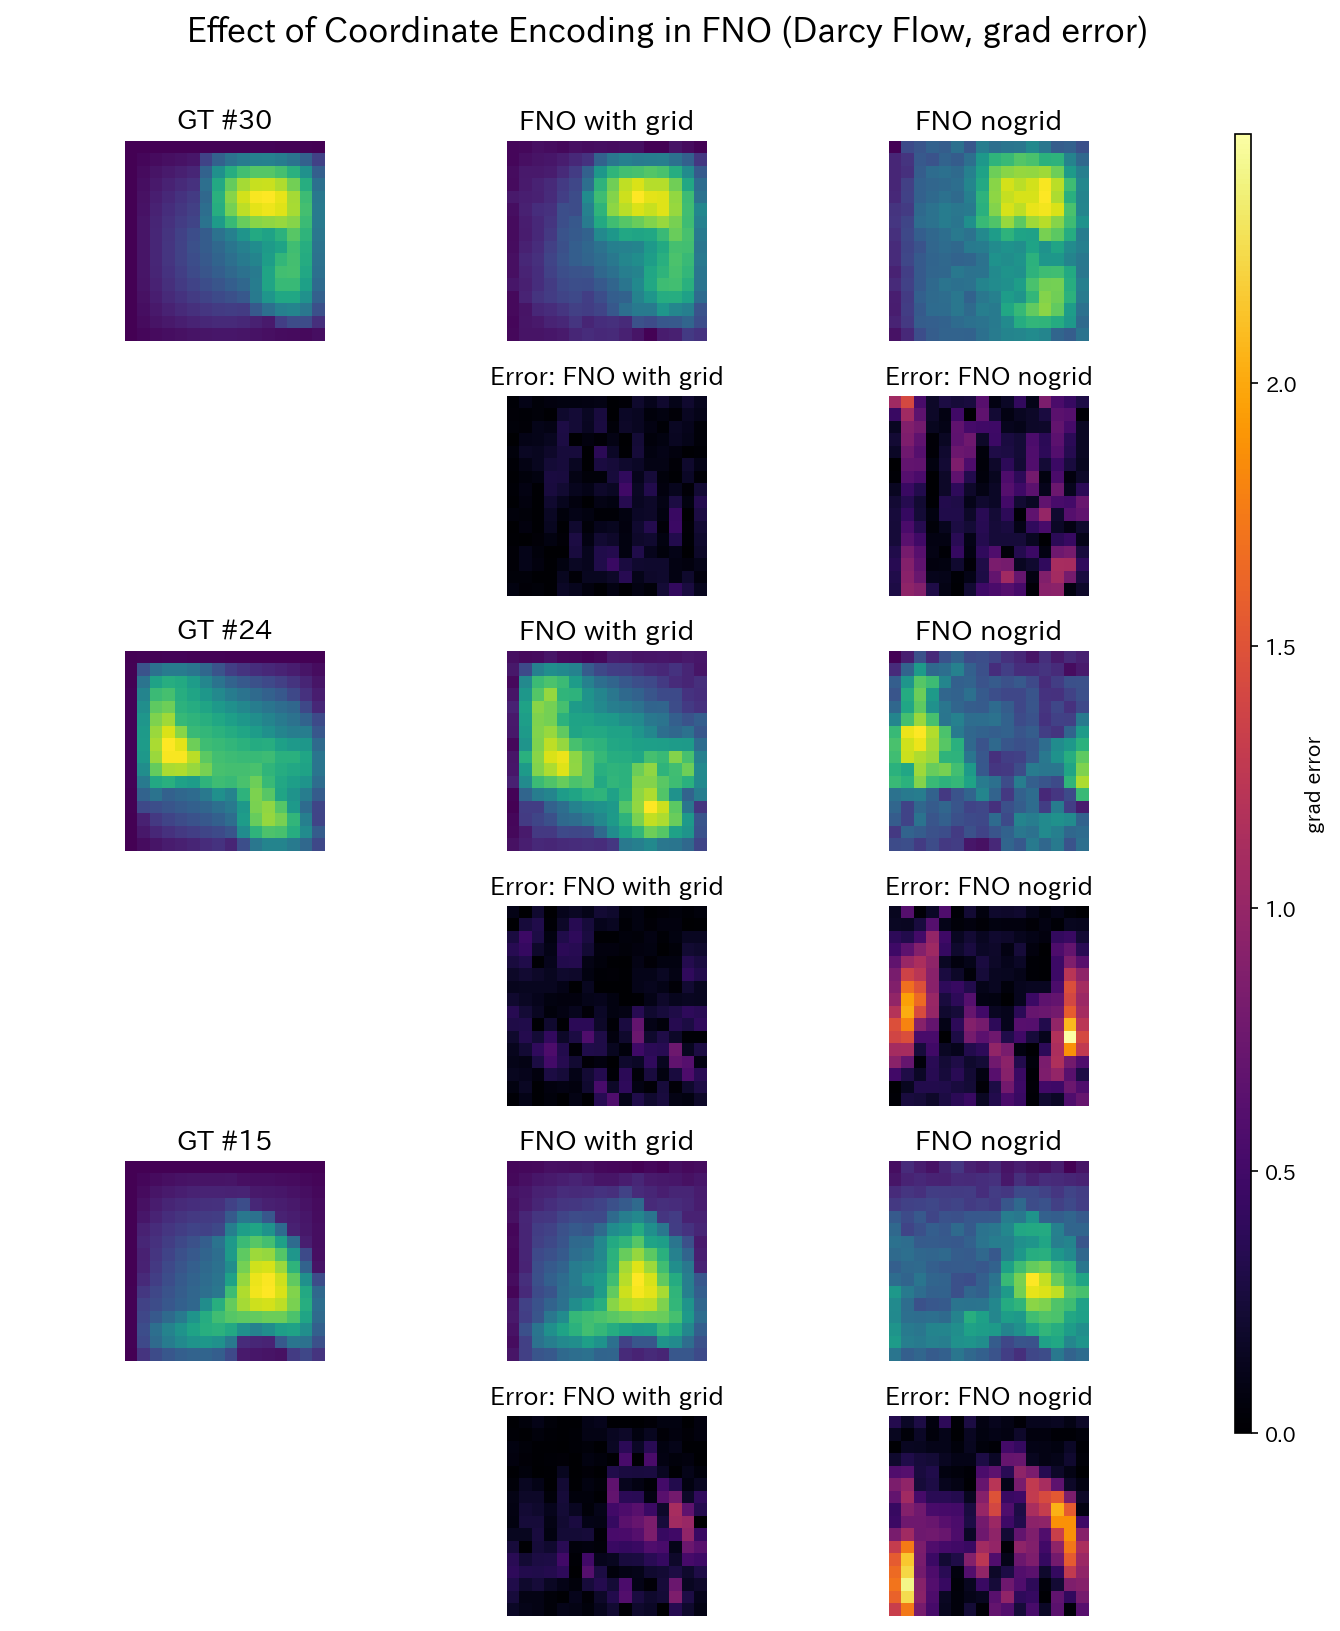 Effect of Coordinate Encoding in FNO (Darcy Flow, grad error)
GT #30
FNO with grid
FNO nogrid
Error: FNO with grid
Error: FNO nogrid
GT #24
FNO with grid
FNO nogrid
Error: FNO with grid
Error: FNO nogrid
GT #15
FNO with grid
FNO nogrid
Error: FNO with grid
Error: FNO nogrid
2.0
1.5
1.0
0.5
0.0
grad error